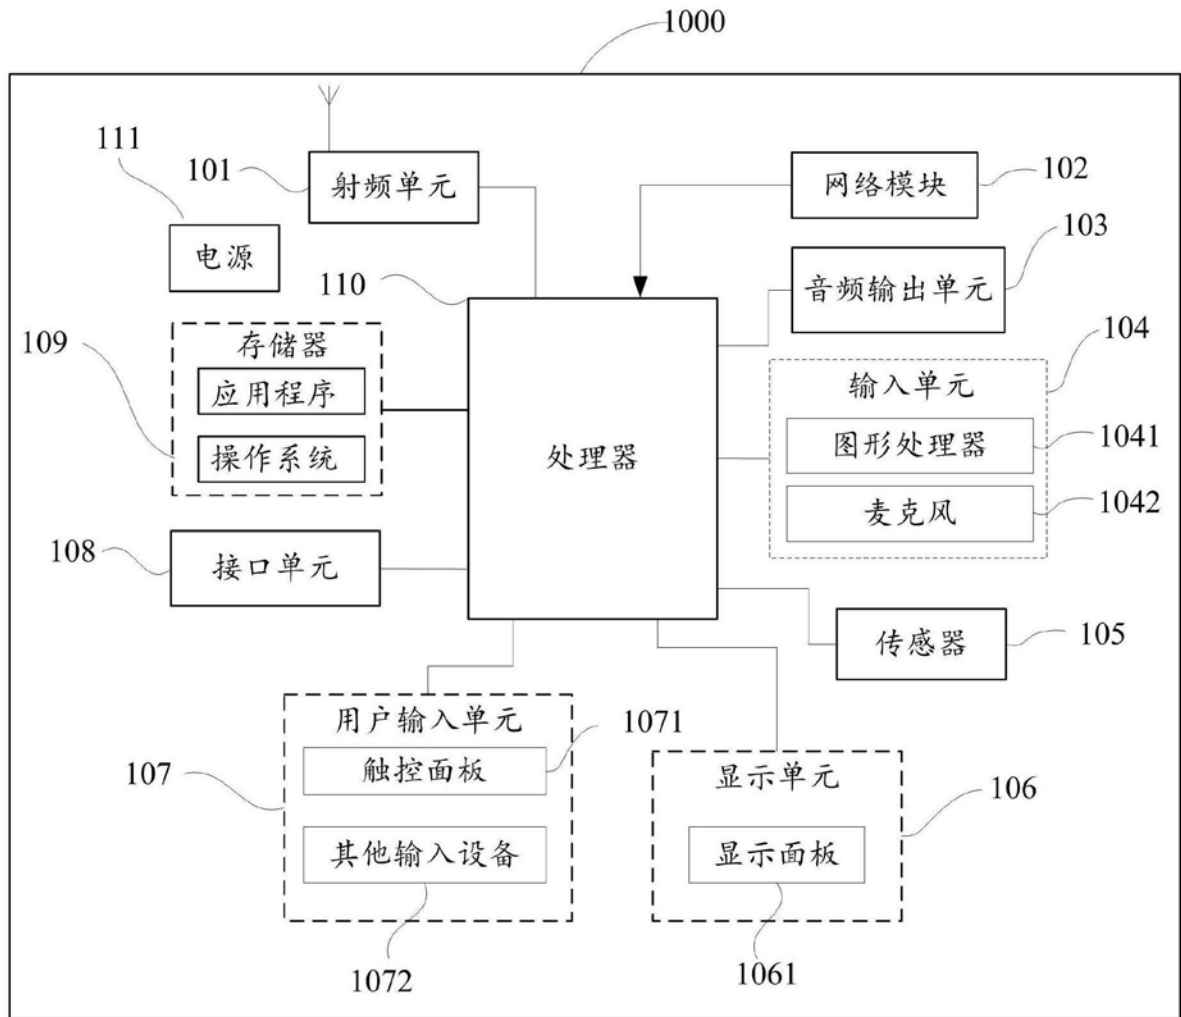 1000
111
101
射频单元
网络模块
102
电源
110
音频输出单元
103
109
存储器
应用程序
操作系统
处理器
104
输入单元
图形处理器
1041
麦克风
1042
108
接口单元
传感器
105
107
用户输入单元
1071
触控面板
其他输入设备
1072
显示单元
106
显示面板
1061